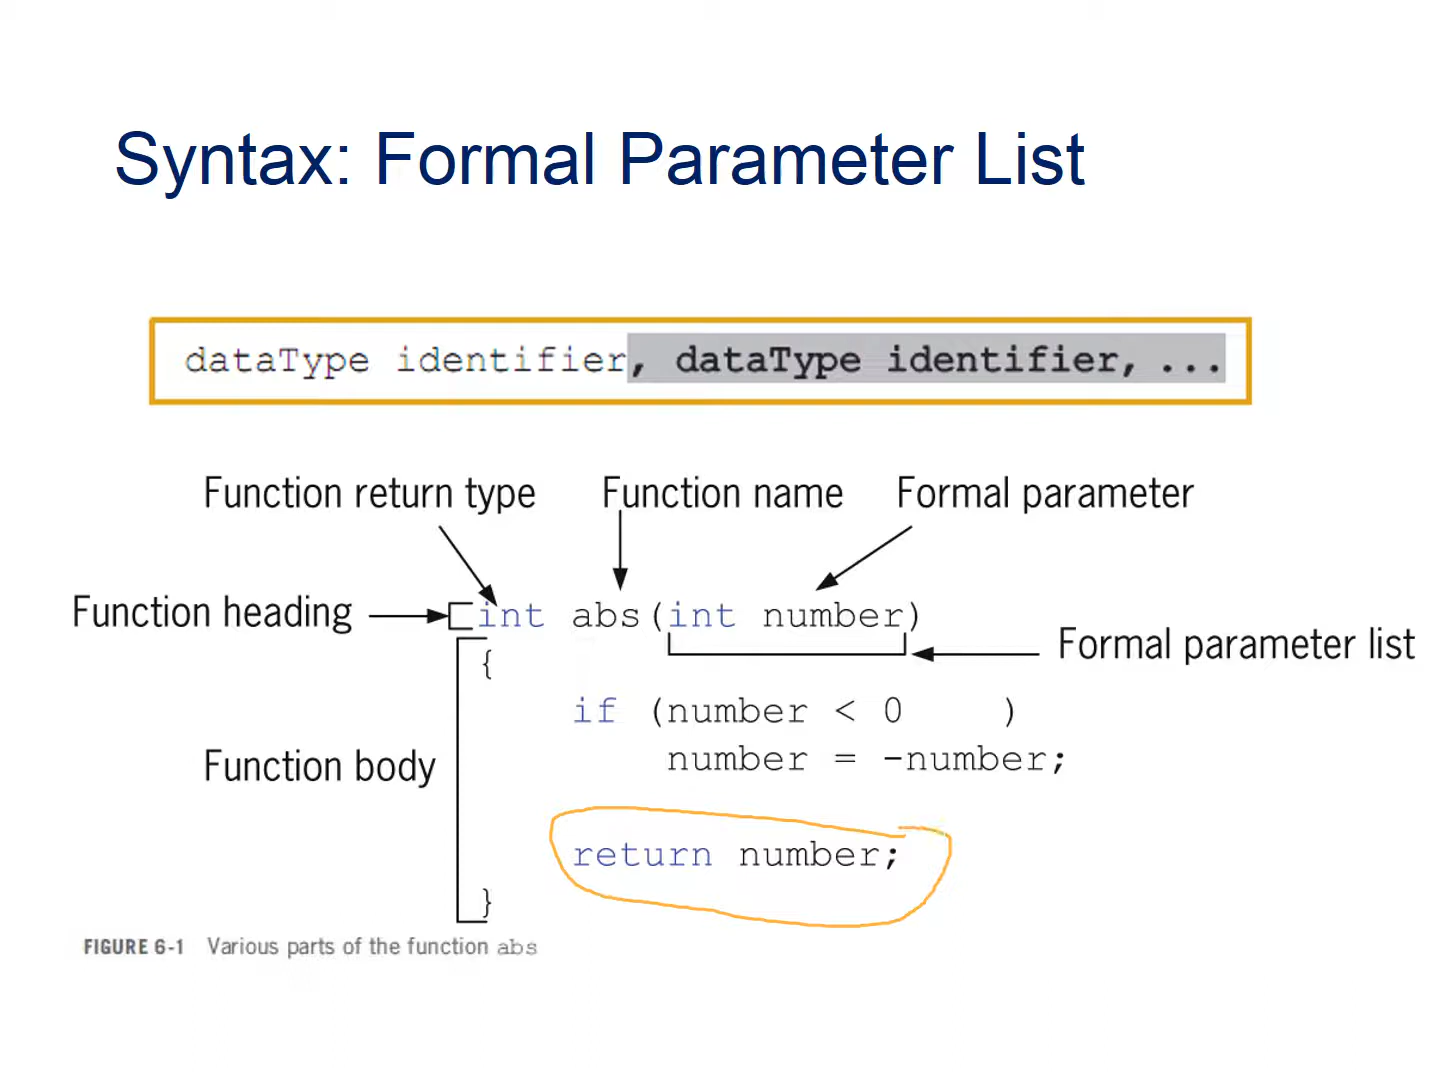 Syntax: Formal Parameter List
dataType identifier, dataType identifier, ...
Function return type
Function name
Formal parameter
Function heading
int abs(int number)
Formal parameter list
{
if (number < 0 )
number = -number;
Function body
return number;
}
FIGURE 6-1 Various parts of the function abs